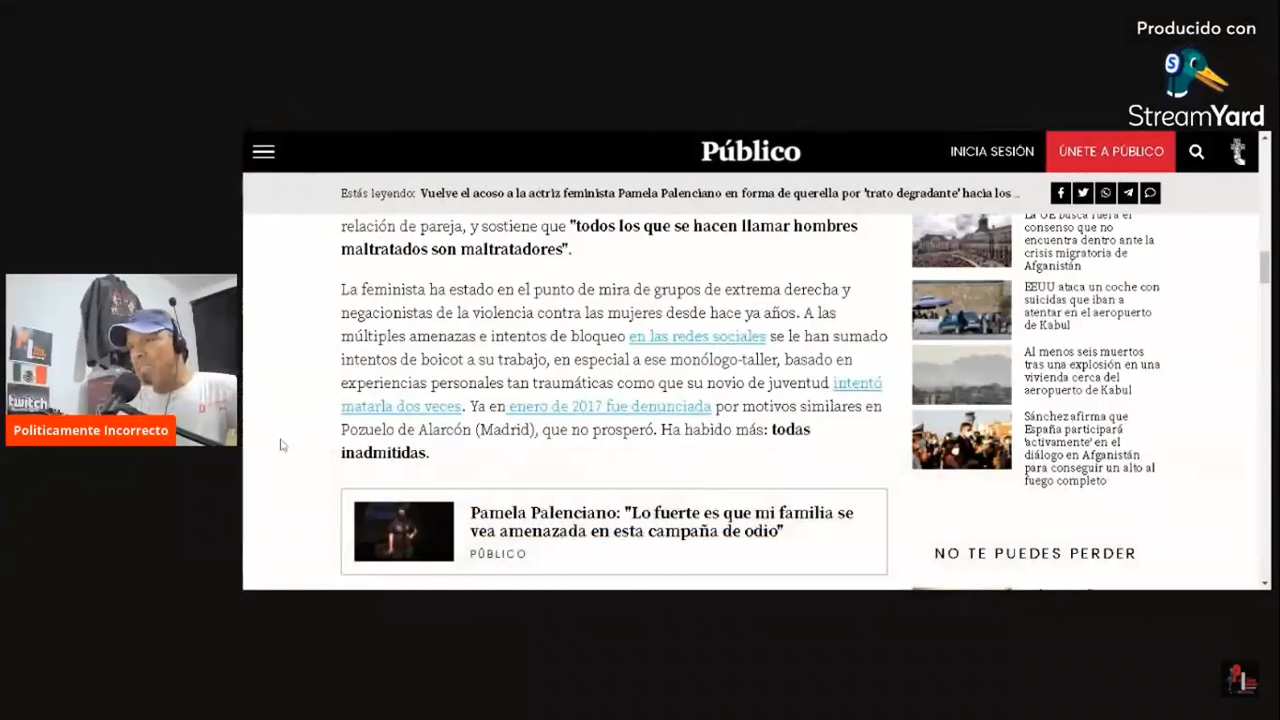 Producido con
StreamYard
Público
INICIA SESIÓN
ÚNETE A PÚBLICO
Estás leyendo: Vuelve el acoso a la actriz feminista Pamela Palenciano en forma de querella por 'trato degradante' hacia los ...
relación de pareja, y sostiene que "todos los que se hacen llamar hombres
maltratados son maltratadores".
La feminista ha estado en el punto de mira de grupos de extrema derecha y
negacionistas de la violencia contra las mujeres desde hace ya años. A las
múltiples amenazas e intentos de bloqueo en las redes sociales se le han sumado
intentos de boicot a su trabajo, en especial a ese monólogo-taller, basado en
experiencias personales tan traumáticas como que su novio de juventud intentó
matarla dos veces. Ya en enero de 2017 fue denunciada por motivos similares en
Pozuelo de Alarcón (Madrid), que no prosperó. Ha habido más: todas
inadmitidas.
Pamela Palenciano: "Lo fuerte es que mi familia se
vea amenazada en esta campaña de odio"
PÚBLICO
La UE busca fuera el
consenso que no
encuentra dentro ante la
crisis migratoria de
Afganistán
EEUU ataca un coche con
suicidas que iban a
atentar en el aeropuerto
de Kabul
Al menos seis muertos
tras una explosión en una
vivienda cerca del
aeropuerto de Kabul
Sánchez afirma que
España participará
'activamente' en el
diálogo en Afganistán
para conseguir un alto al
fuego completo
NO TE PUEDES PERDER
twitch
Politicamente Incorrecto